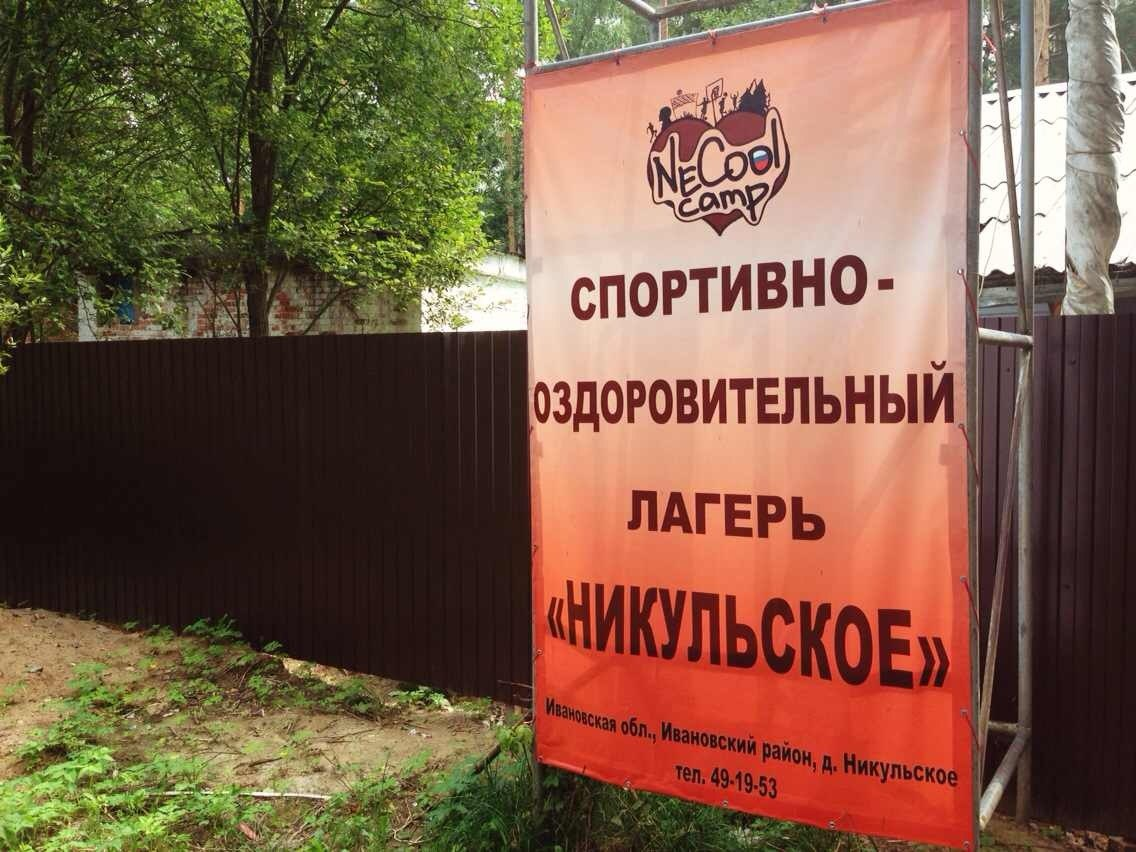 NeCool
camp
СПОРТИВНО-
ОЗДОРОВИТЕЛЬНЫЙ
ЛАГЕРЬ
«НИКУЛЬСКОЕ»
Ивановская обл., Ивановский район, д. Никульское
тел. 49-19-53